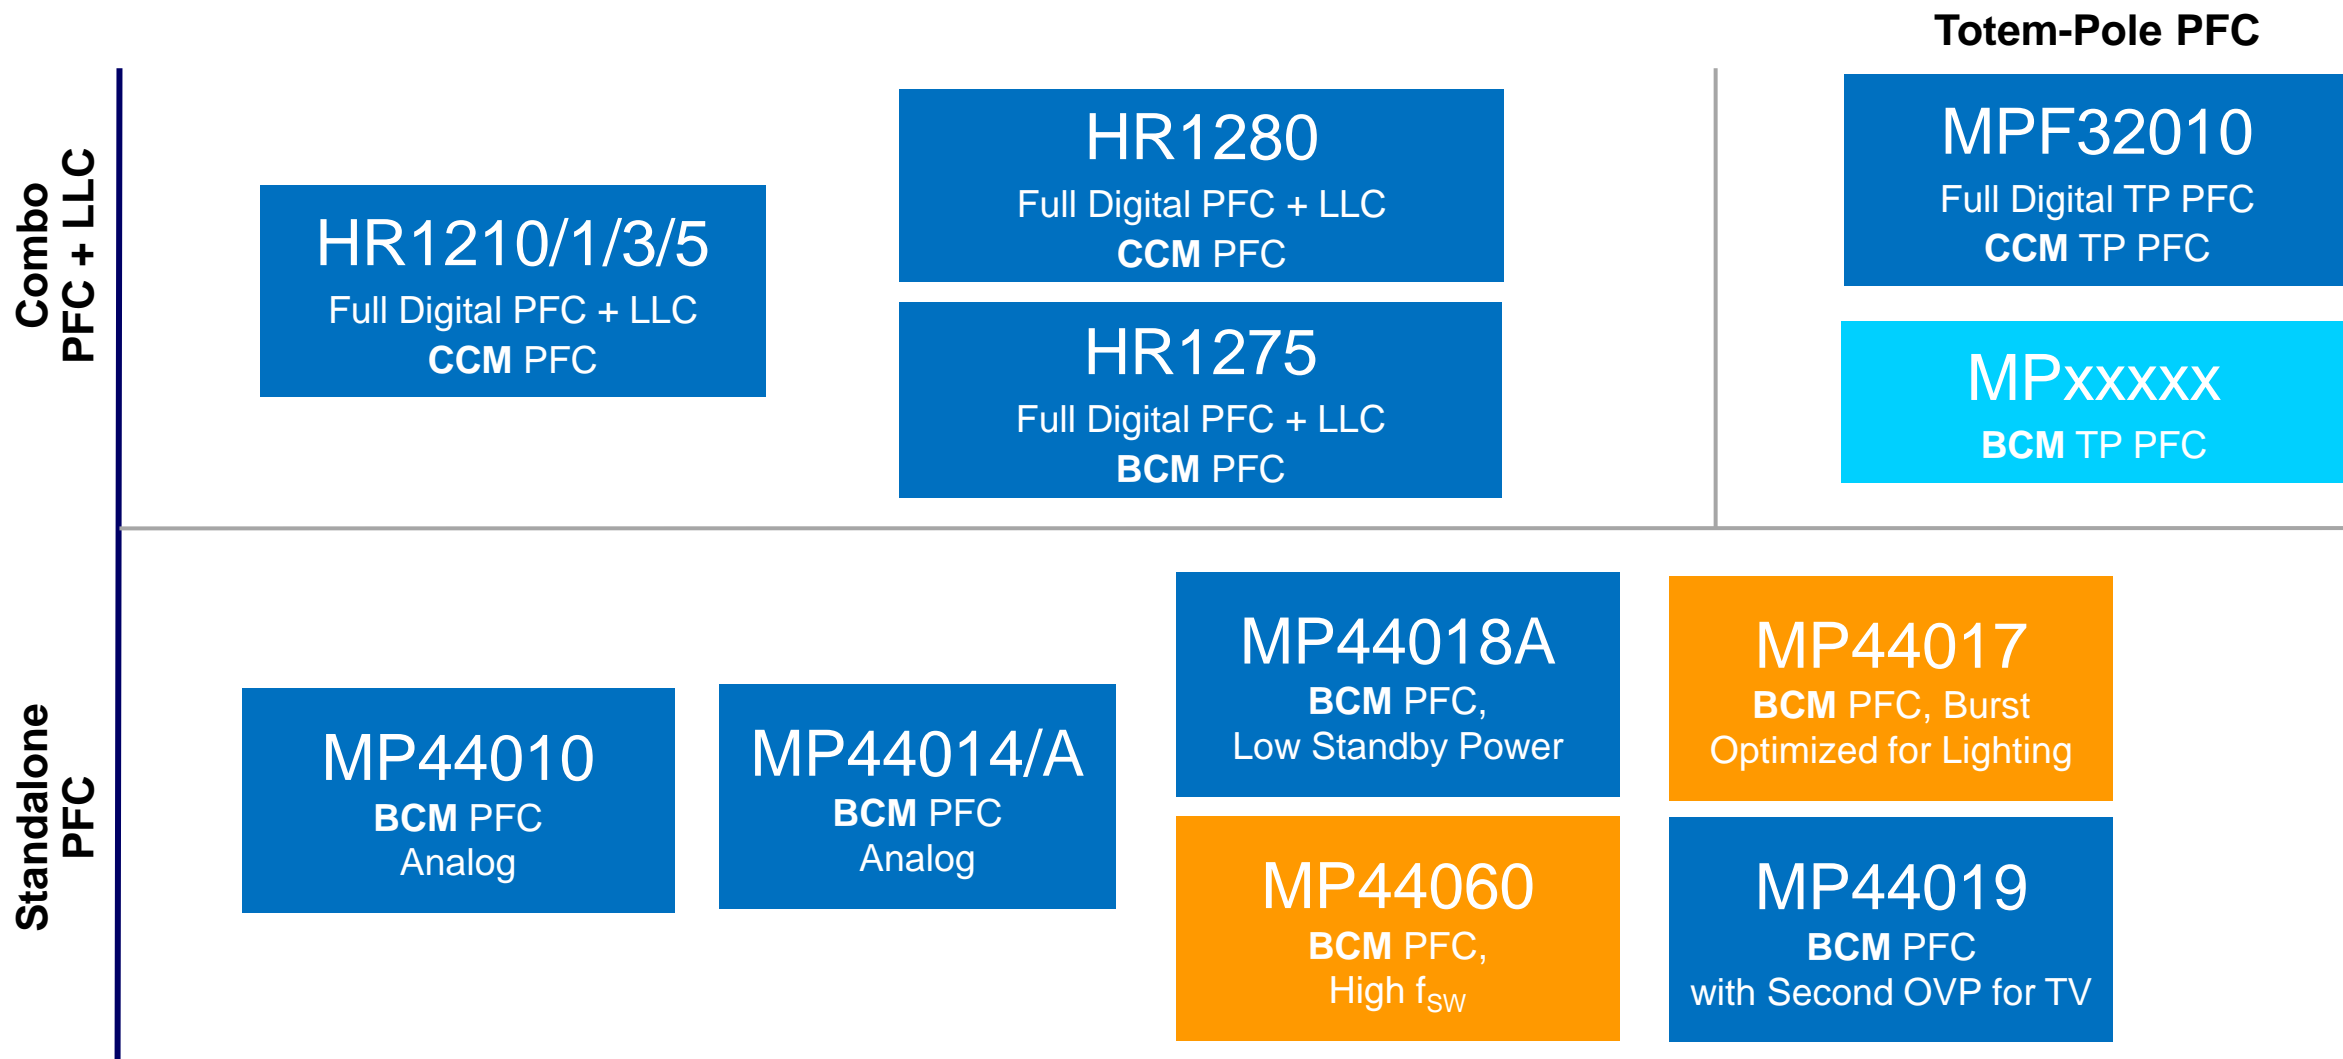 Totem-Pole PFC
Combo
PFC + LLC
HR1210/1/3/5
Full Digital PFC + LLC
CCM PFC
HR1280
Full Digital PFC + LLC
CCM PFC
HR1275
Full Digital PFC + LLC
BCM PFC
MPF32010
Full Digital TP PFC
CCM TP PFC
MPxxxxx
BCM TP PFC
Standalone
PFC
MP44010
BCM PFC
Analog
MP44014/A
BCM PFC
Analog
MP44018A
BCM PFC,
Low Standby Power
MP44060
BCM PFC,
High fSW
MP44017
BCM PFC, Burst
Optimized for Lighting
MP44019
BCM PFC
with Second OVP for TV